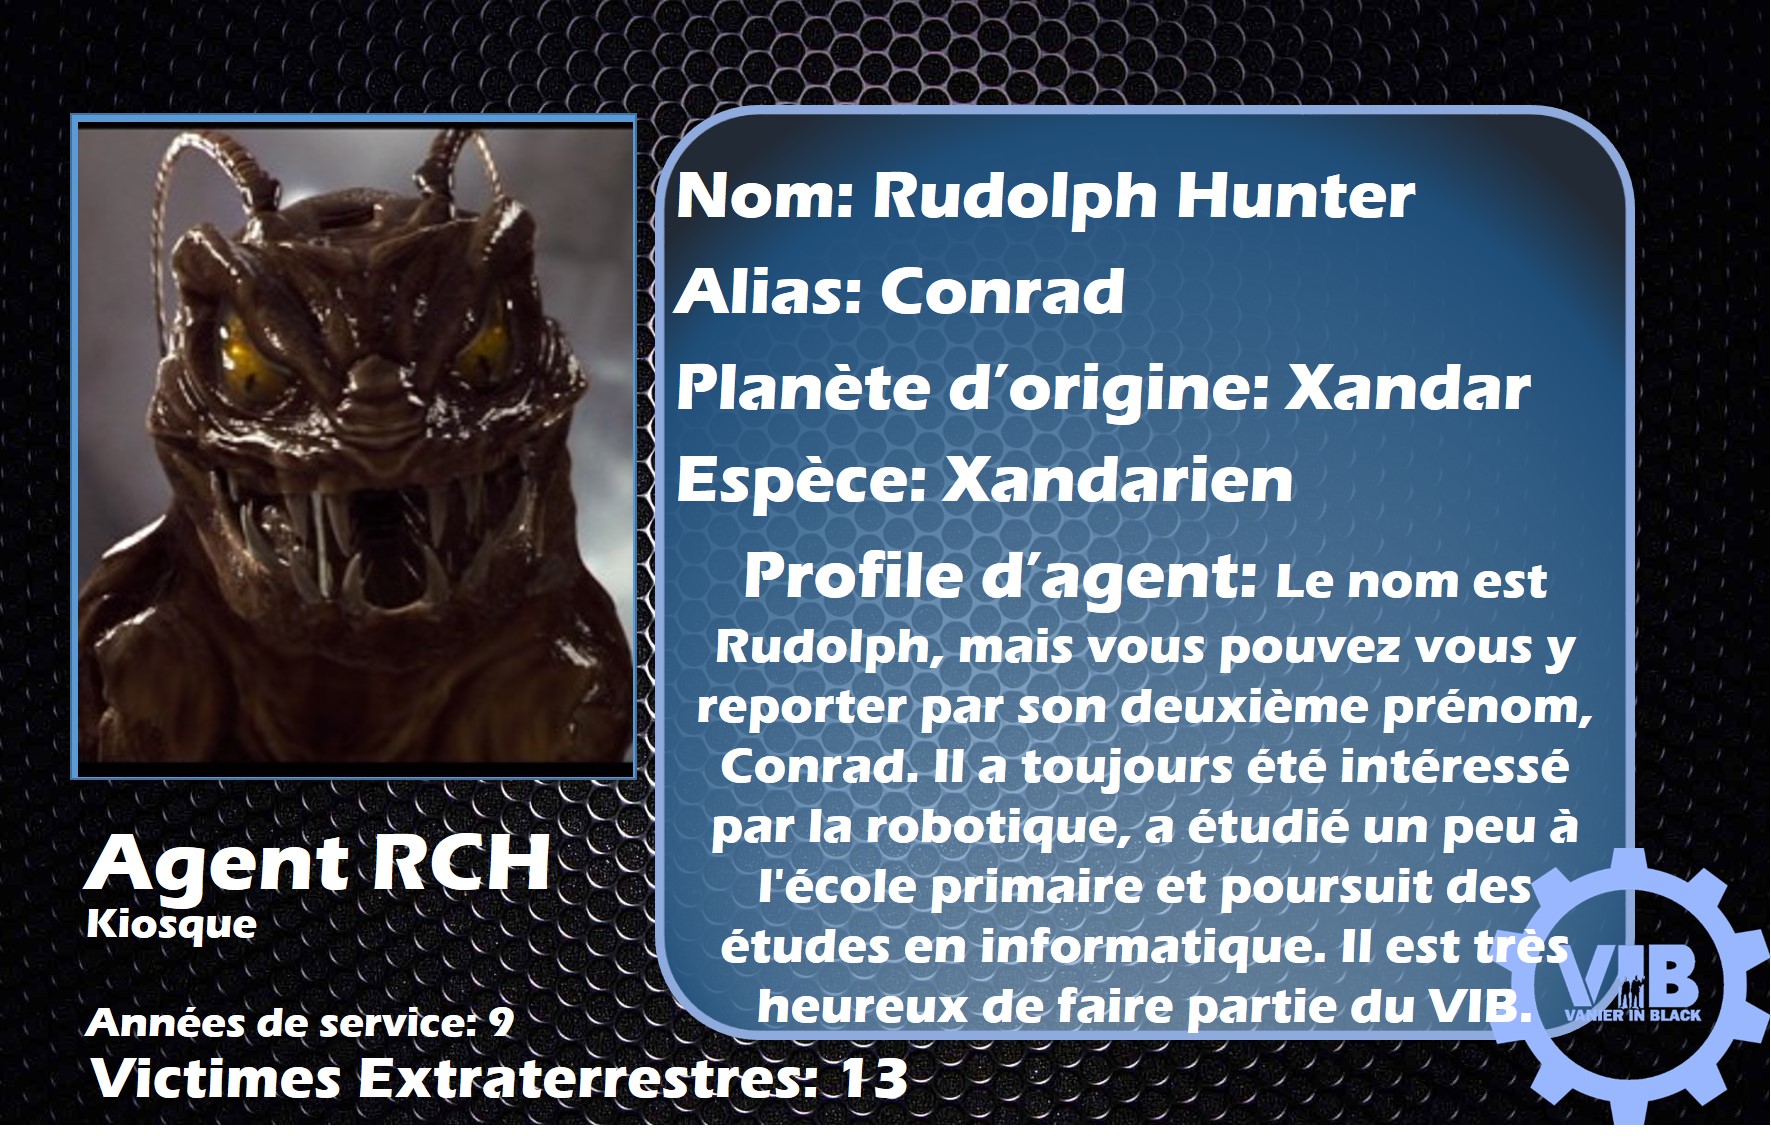 Nom: Rudolph Hunter
Alias: Conrad
Planète d'origine: Xandar
Espèce: Xandarien
Profile d'agent: Le nom est
Rudolph, mais vous pouvez vous y
reporter par son deuxième prénom,
Conrad. Il a toujours été intéressé
par la robotique, a étudié un peu à
l'école primaire et poursuit des
études en informatique. Il est très
heureux de faire partie du VIB.
Agent RCH
Kiosque
Années de service: 9
Victimes Extraterrestres: 13
VIB
VANIER IN BLACK